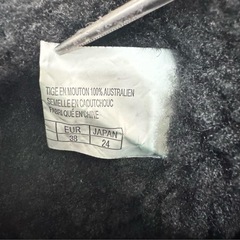 TIGE EN MOUTON 100% AUSTRALIEN
SEMELLE EN CAOUTCHOUC
FABRIQUÉ EN CHINE
EUR JAPAN
38 24